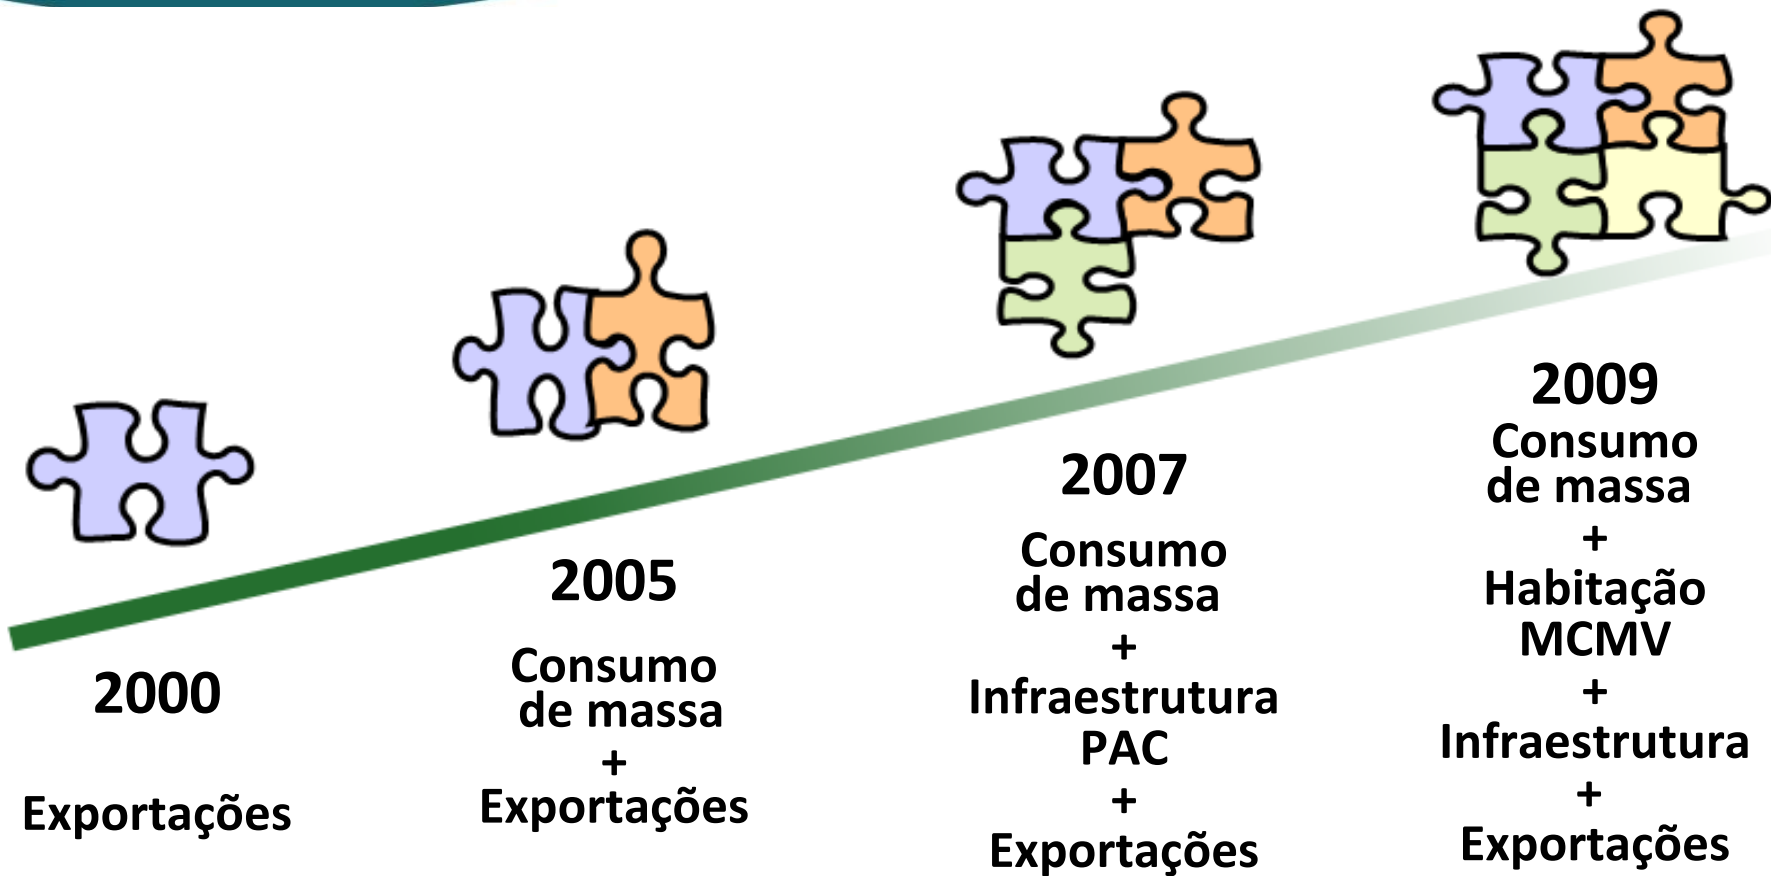 2000
Exportações
2005
Consumo
de massa
+
Exportações
2007
Consumo
de massa
+
Infraestrutura
PAC
+
Exportações
2009
Consumo
de massa
+
Habitação
MCMV
+
Infraestrutura
+
Exportações